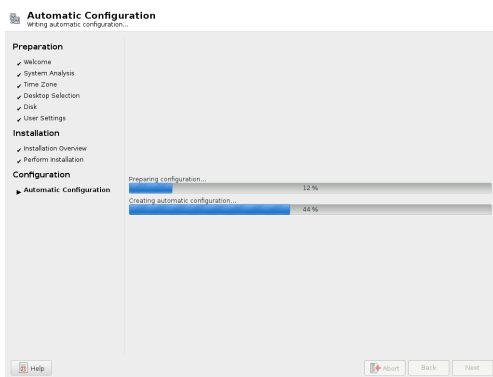 Automatic Configuration
Writing automatic configuration...
Preparation
Welcome
System Analysis
Time Zone
Desktop Selection
Disk
User Settings
Installation
Installation Overview
Perform Installation
Configuration
Automatic Configuration
Preparing configuration...
12 %
Creating automatic configuration...
44 %
Help
Abort
Back
Next